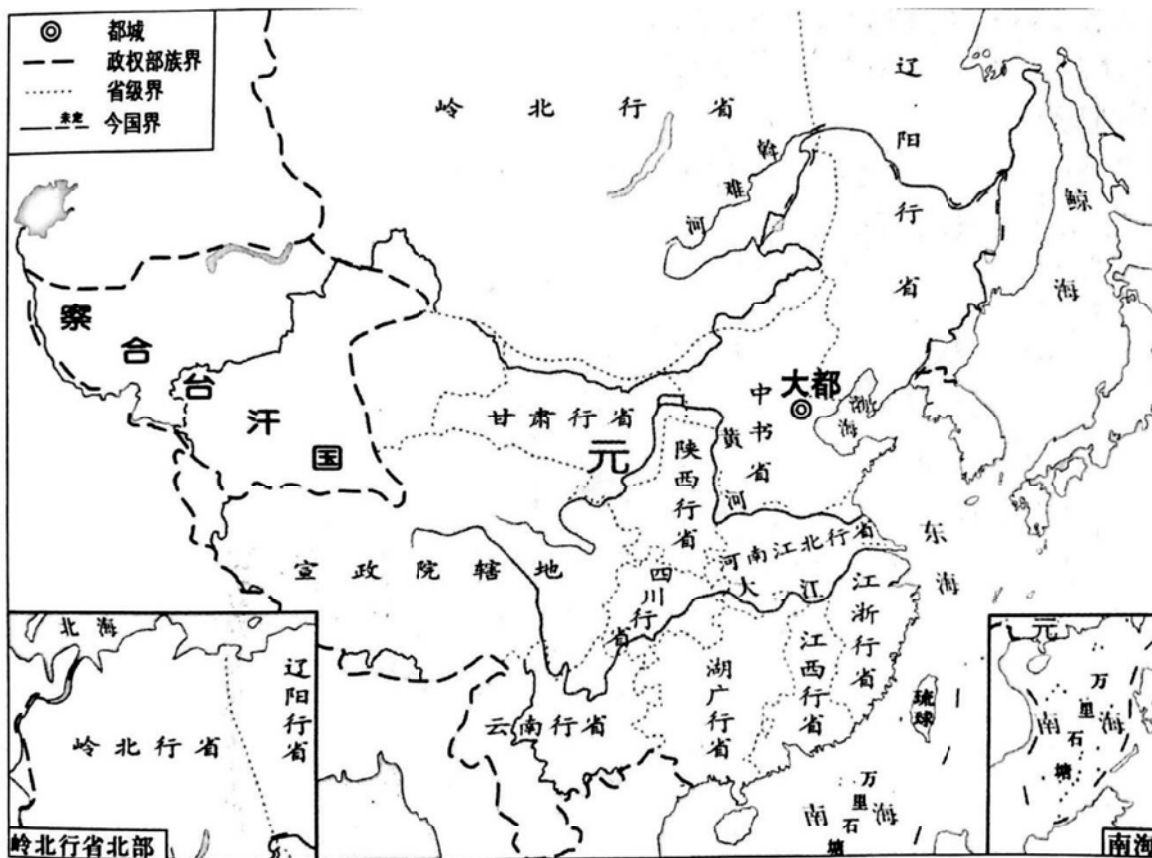 都城
政权部族界
省级界
未定
今国界
岭北行省
辽阳行省
斡难河
鲸海
察合台汗国
大都
中书省
渤海
甘肃行省
元
陕西行省
黄河
河南江北行省
东海
宣政院辖地
四川行省
大江
江浙行省
江西行省
湖广行省
云南行省
琉球
南海
万里石塘
北海
岭北行省
辽阳行省
岭北行省北部
元
南海
万里石塘
南海